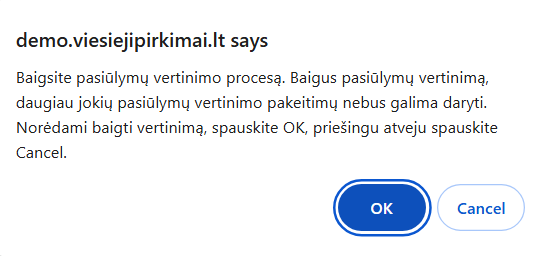 demo.viesiejipirkimai.lt says
Baigsite pasiūlymų vertinimo procesą. Baigus pasiūlymų vertinimą,
daugiau jokių pasiūlymų vertinimo pakeitimų nebus galima daryti.
Norėdami baigti vertinimą, spauskite OK, priešingu atveju spauskite
Cancel.
OK Cancel